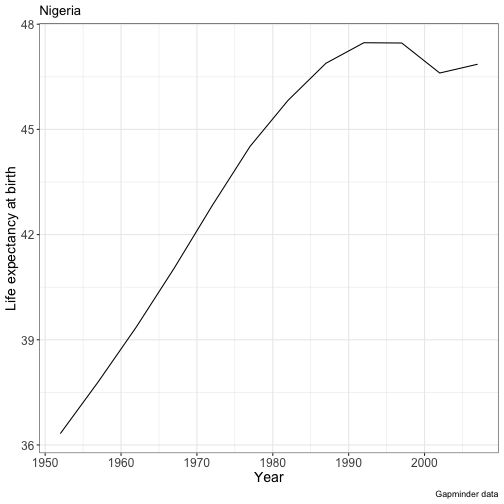 Nigeria
48
45
42
39
36
Life expectancy at birth
1950 1960 1970 1980 1990 2000
Year
Gapminder data